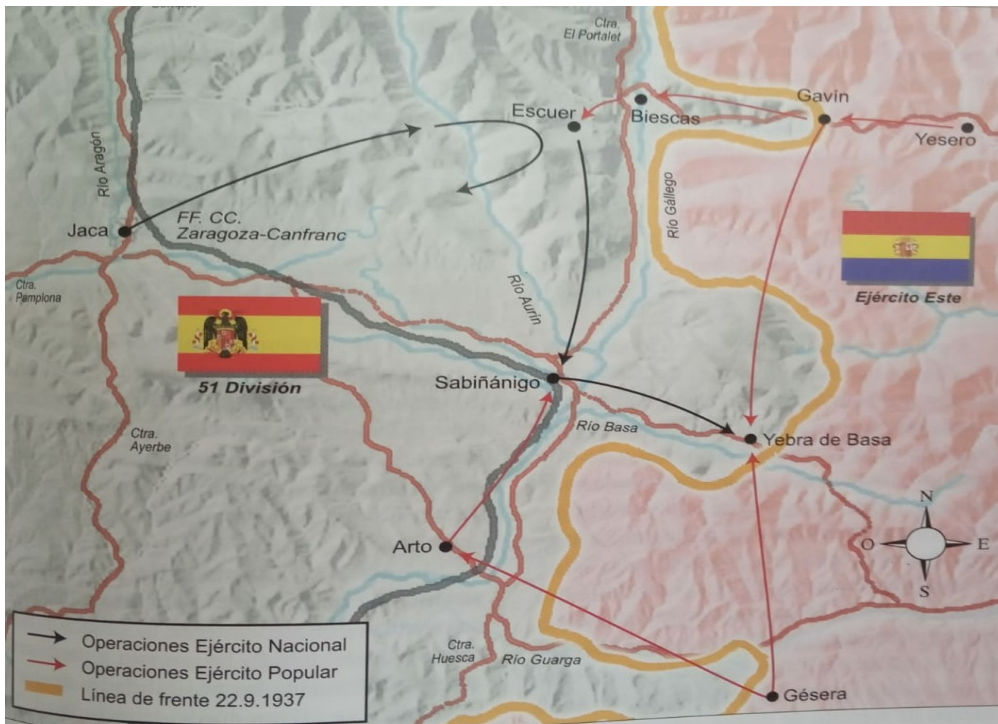 Ctra.
El Portalet
Gavín
Escuer
Biescas
Yesero
Río Aragón
Río Gállego
Jaca
FF. CC.
Zaragoza-Canfranc
Ejército Este
Ctra.
Pamplona
Río Aurin
51 División
Sabiñánigo
Río Basa
Yebra de Basa
Ctra.
Ayerbe
N
O
E
S
Arto
Operaciones Ejército Nacional
Operaciones Ejército Popular
Línea de frente 22.9.1937
Ctra.
Huesca
Río Guarga
Gésera